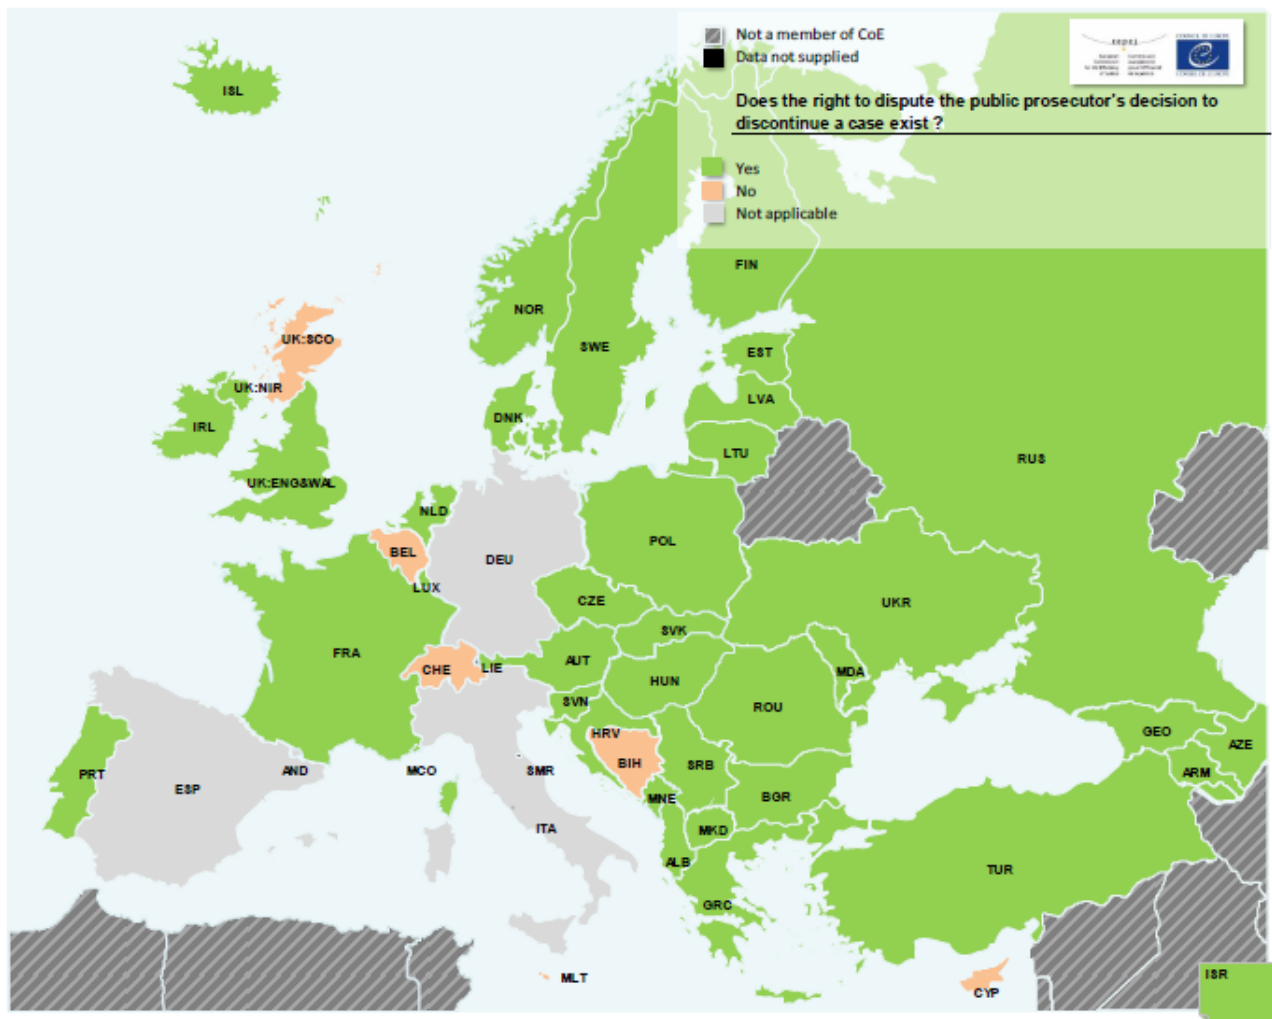 Not a member of CoE
Data not supplied
cepej
CONSEIL DE L'EUROPE
Does the right to dispute the public prosecutor's decision to
discontinue a case exist ?
Yes
No
Not applicable
ISL
FIN
NOR
UK:SCO
SWE
EST
UK:NIR
LVA
DNK
IRL
LTU
RUS
UK:ENG&WAL
NLD
POL
BEL
DEU
LUX
CZE
UKR
SVK
FRA
AUT
CHE
LIE
MDA
HUN
SVN
ROU
HRV
GEO
AZE
BIH
SRB
AND
MCO
SMR
ARM
PRT
ESP
MNE
BGR
ITA
MKD
ALB
TUR
GRC
ISR
MLT
CYP